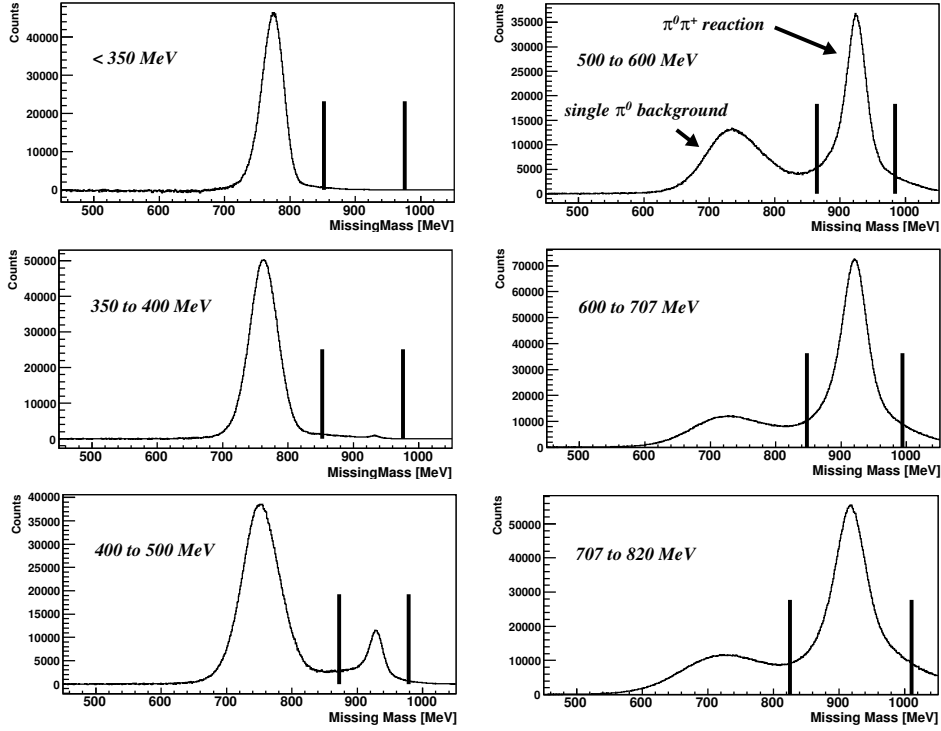 Counts
40000
30000
20000
10000
0
< 350 MeV
500 600 700 800 900 1000
MissingMass [MeV]
Counts
35000
30000
25000
20000
15000
10000
5000
0
π⁰π⁺ reaction
500 to 600 MeV
single π⁰ background
500 600 700 800 900 1000
Missing Mass [MeV]
Counts
50000
40000
30000
20000
10000
0
350 to 400 MeV
500 600 700 800 900 1000
MissingMass [MeV]
Counts
70000
60000
50000
40000
30000
20000
10000
0
600 to 707 MeV
500 600 700 800 900 1000
Missing Mass [MeV]
Counts
40000
35000
30000
25000
20000
15000
10000
5000
0
400 to 500 MeV
500 600 700 800 900 1000
Missing Mass [MeV]
Counts
50000
40000
30000
20000
10000
0
707 to 820 MeV
500 600 700 800 900 1000
Missing Mass [MeV]